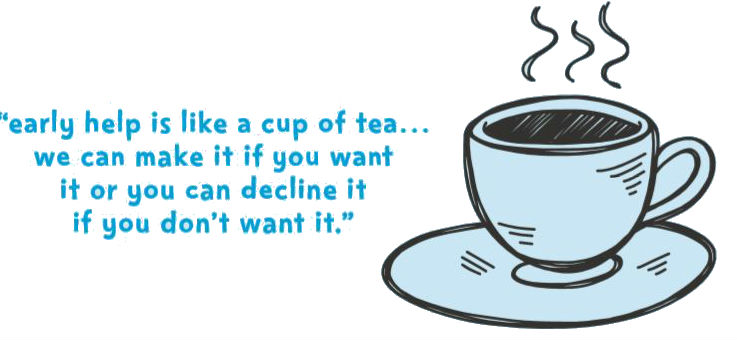 “early help is like a cup of tea...
we can make it if you want
it or you can decline it
if you don’t want it.”